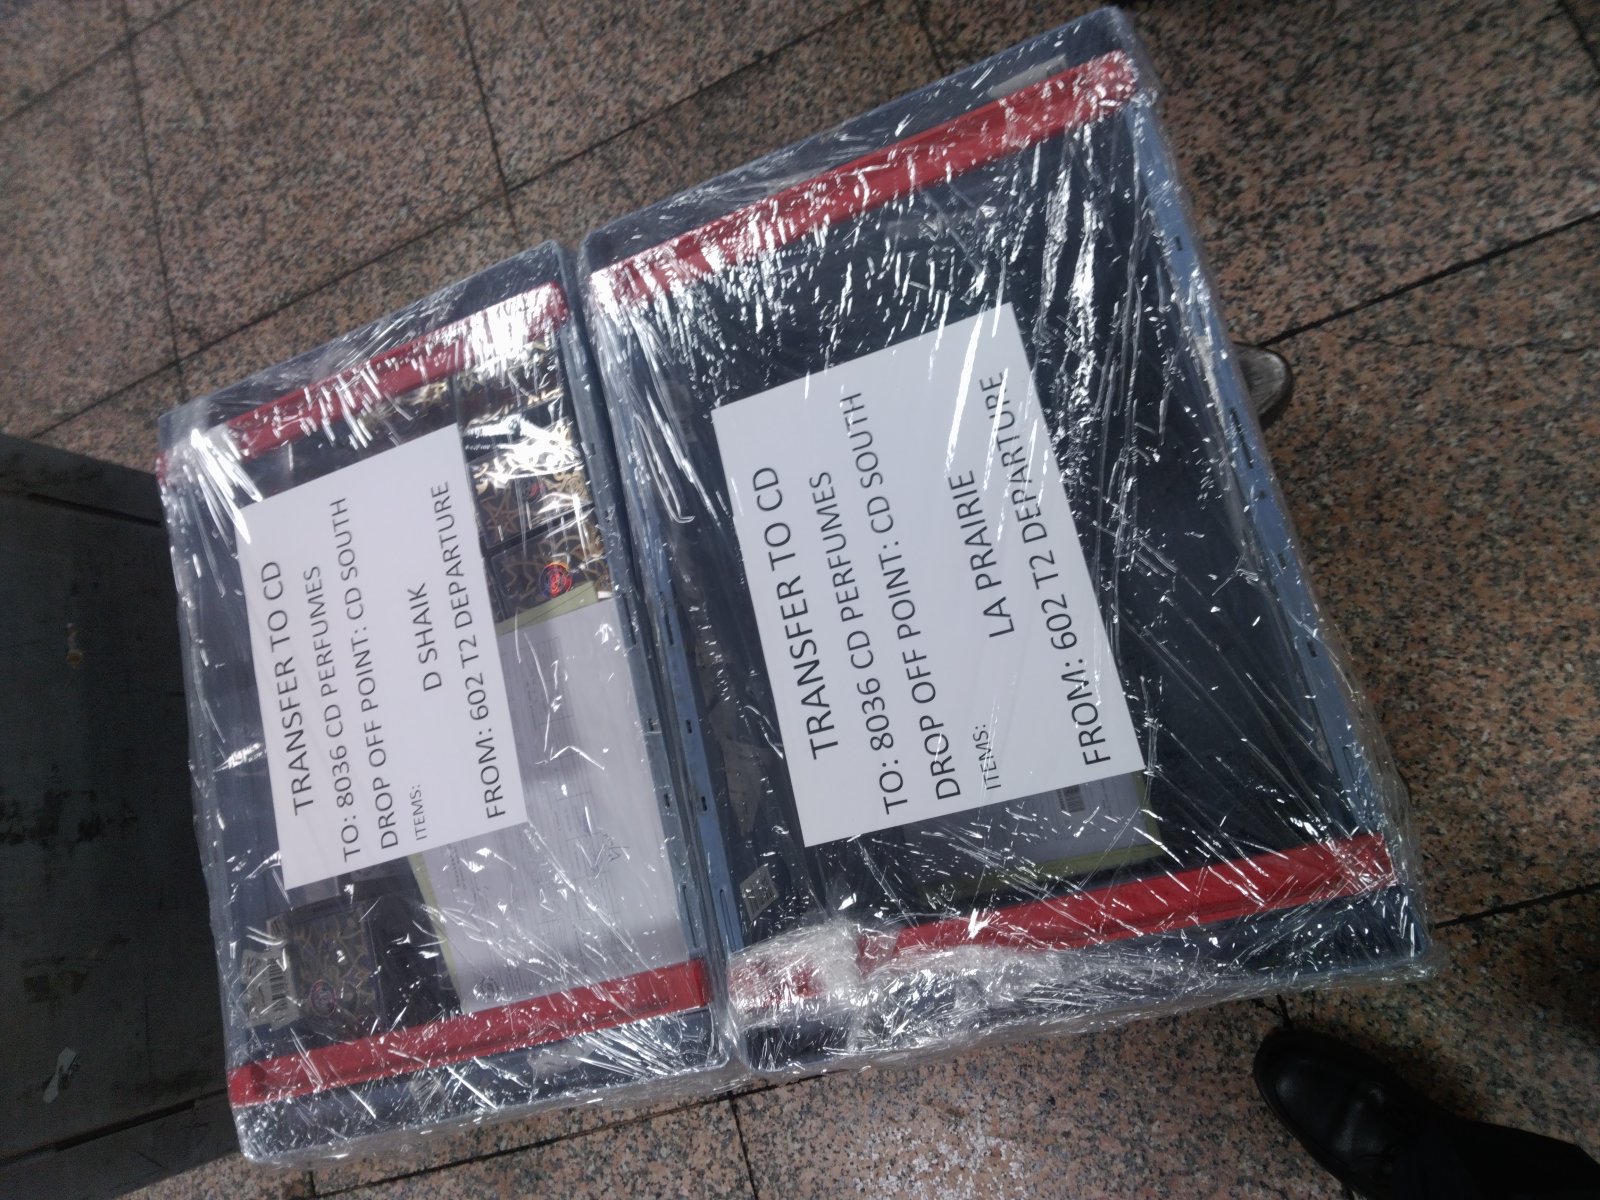 TRANSFER TO CD
TO: 8036 CD PERFUMES
DROP OFF POINT: CD SOUTH
ITEMS:
D SHAIK
FROM: 602 T2 DEPARTURE
TRANSFER TO CD
TO: 8036 CD PERFUMES
DROP OFF POINT: CD SOUTH
ITEMS:
LA PRAIRIE
FROM: 602 T2 DEPARTURE